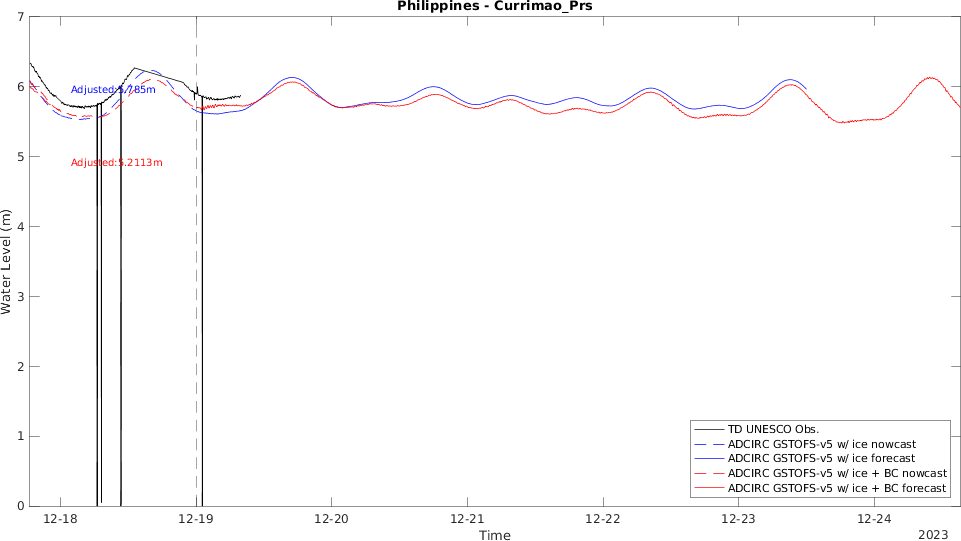 Philippines - Currimao_Prs
7
6
5
4
3
2
1
0
Water Level (m)
Adjusted:5.785m
Adjusted:5.2113m
TD UNESCO Obs.
ADCIRC GSTOFS-v5 w/ ice nowcast
ADCIRC GSTOFS-v5 w/ ice forecast
ADCIRC GSTOFS-v5 w/ ice + BC nowcast
ADCIRC GSTOFS-v5 w/ ice + BC forecast
12-18 12-19 12-20 12-21 12-22 12-23 12-24
Time
2023